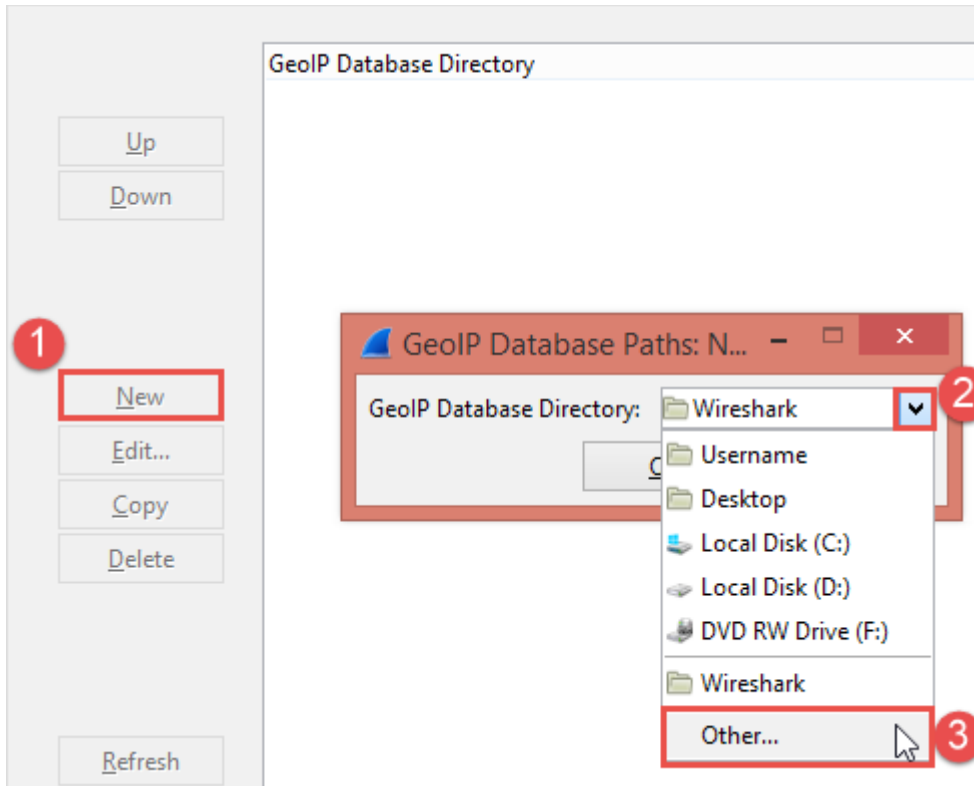 GeoIP Database Directory
Up
Down
1
New
Edit...
Copy
Delete
Refresh
GeoIP Database Paths: N...
GeoIP Database Directory:
Wireshark
2
Username
Desktop
Local Disk (C:)
Local Disk (D:)
DVD RW Drive (F:)
Wireshark
Other...
3